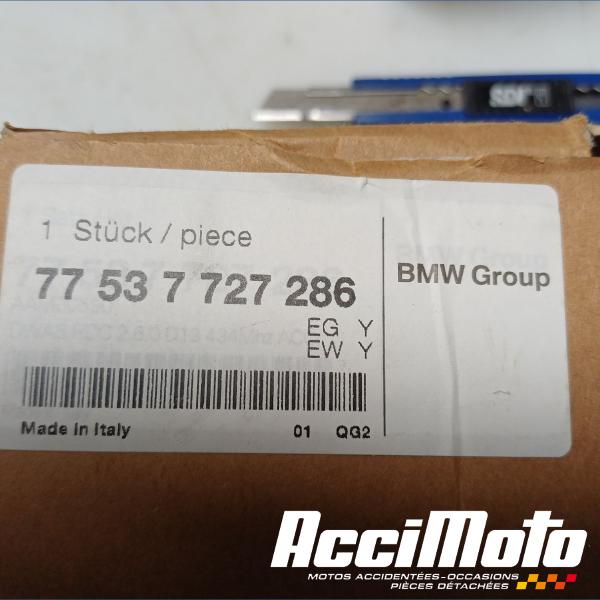 1 Stück / piece
77 53 7 727 286
EG Y
EW Y
BMW Group
Made in Italy 01 QG2
AcciMoto
MOTOS ACCIDENTÉES-OCCASIONS
PIÈCES DÉTACHÉES